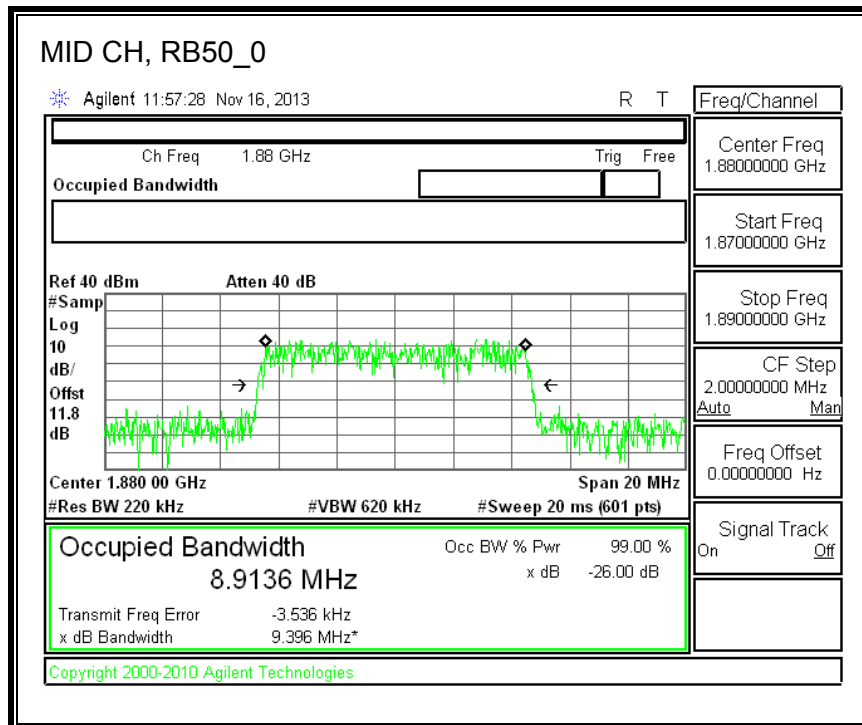 MID CH, RB50_0
Agilent 11:57:28 Nov 16, 2013 R T
Freq/Channel
Ch Freq 1.88 GHz Trig Free
Occupied Bandwidth
Center Freq
1.88000000 GHz
Start Freq
1.87000000 GHz
Stop Freq
1.89000000 GHz
CF Step
2.00000000 MHz
Auto Man
Freq Offset
0.00000000 Hz
Signal Track
On Off
Ref 40 dBm Atten 40 dB
#Samp
Log
10
dB/
Offst
11.8
dB
Center 1.880 00 GHz Span 20 MHz
#Res BW 220 kHz #VBW 620 kHz #Sweep 20 ms (601 pts)
Occupied Bandwidth Occ BW % Pwr 99.00 %
8.9136 MHz x dB -26.00 dB
Transmit Freq Error -3.536 kHz
x dB Bandwidth 9.396 MHz*
Copyright 2000-2010 Agilent Technologies